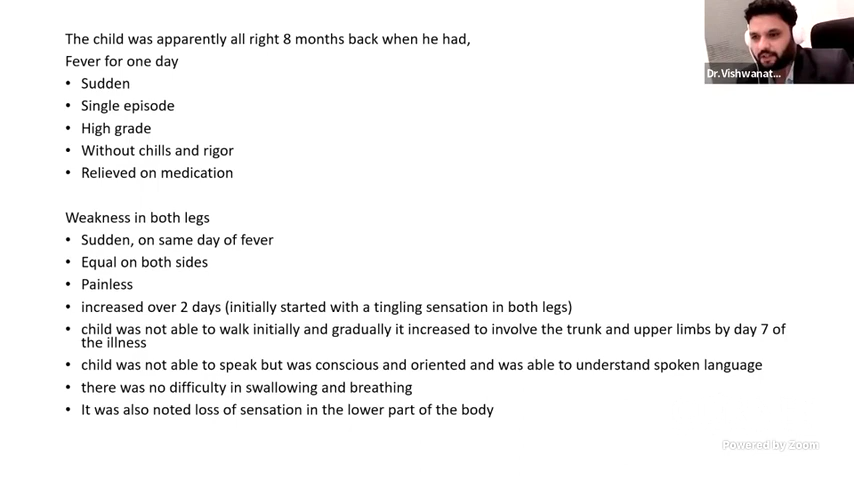 The child was apparently all right 8 months back when he had,
Fever for one day
• Sudden
• Single episode
• High grade
• Without chills and rigor
• Relieved on medication
Weakness in both legs
• Sudden, on same day of fever
• Equal on both sides
• Painless
• increased over 2 days (initially started with a tingling sensation in both legs)
• child was not able to walk initially and gradually it increased to involve the trunk and upper limbs by day 7 of
the illness
• child was not able to speak but was conscious and oriented and was able to understand spoken language
• there was no difficulty in swallowing and breathing
• It was also noted loss of sensation in the lower part of the body
Dr.Vishwanat...
Powered by Zoom